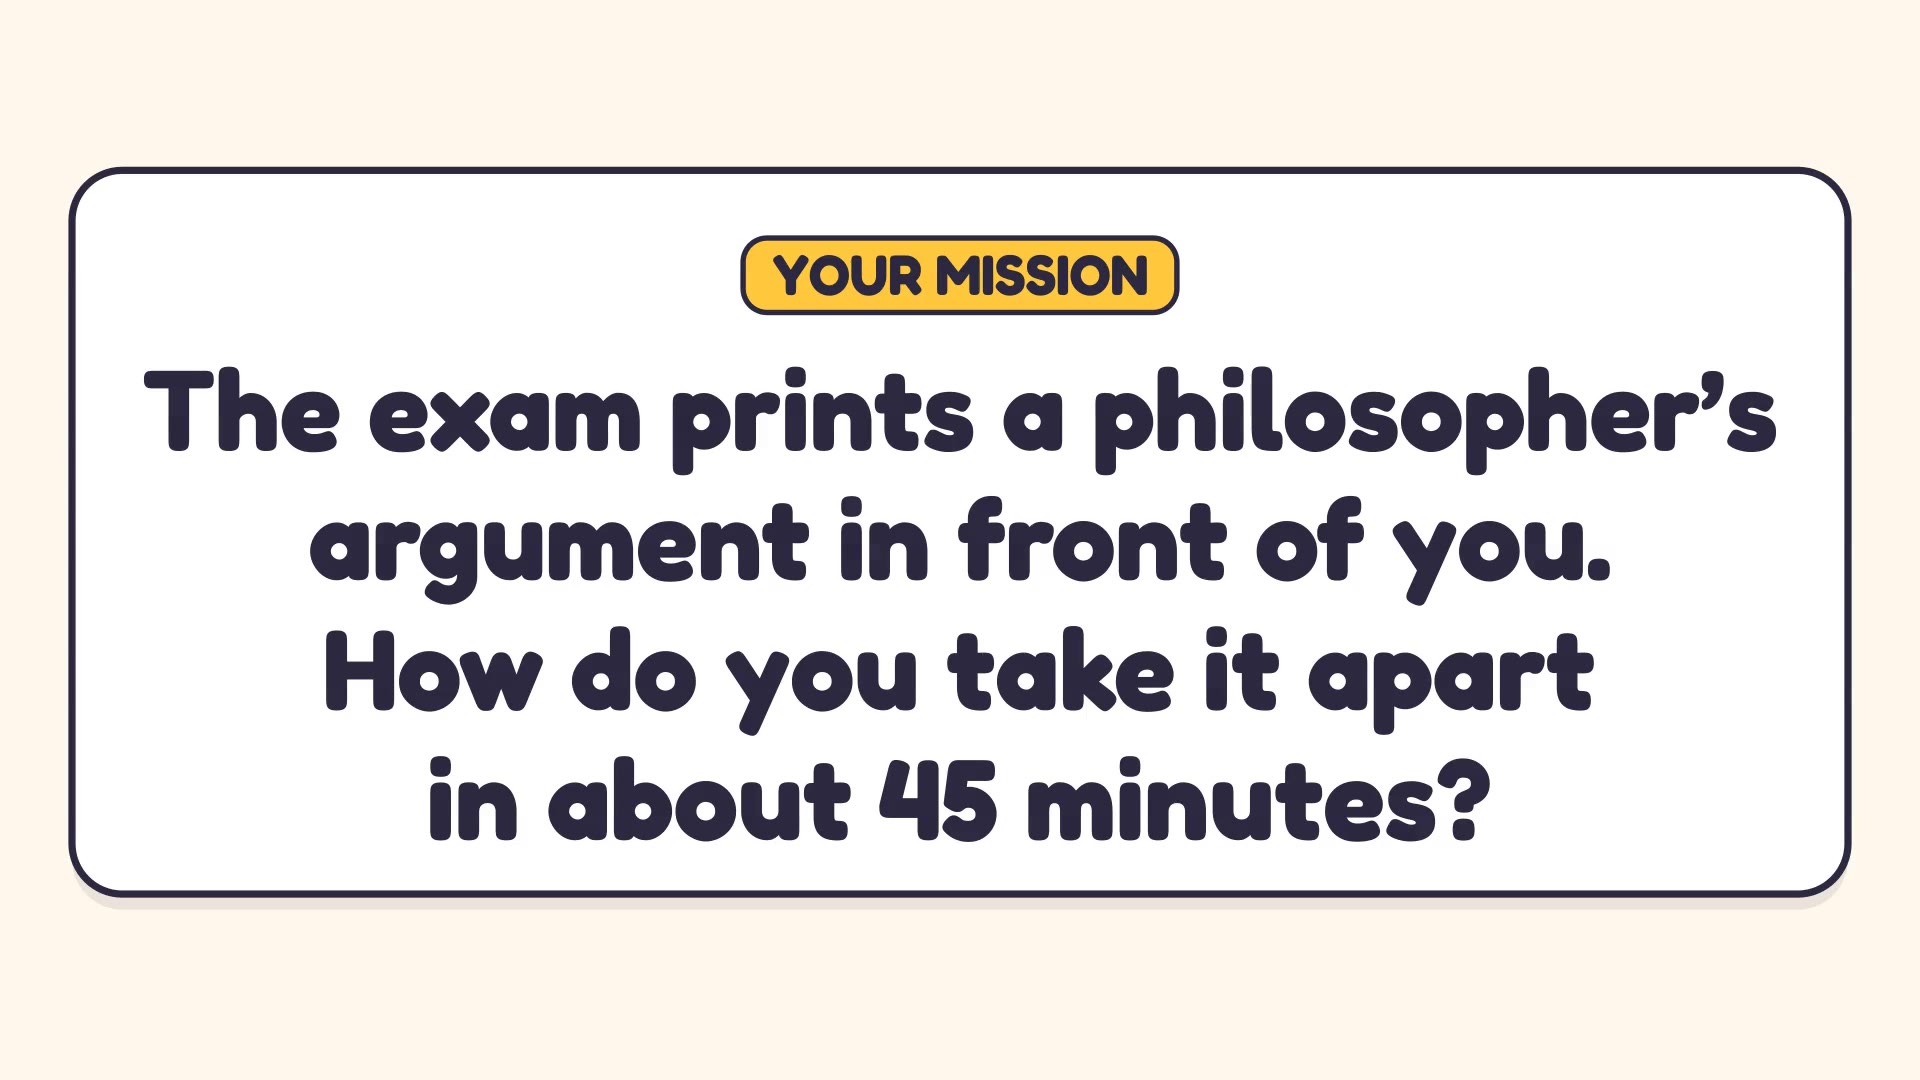 YOUR MISSION
The exam prints a philosopher’s
argument in front of you.
How do you take it apart
in about 45 minutes?